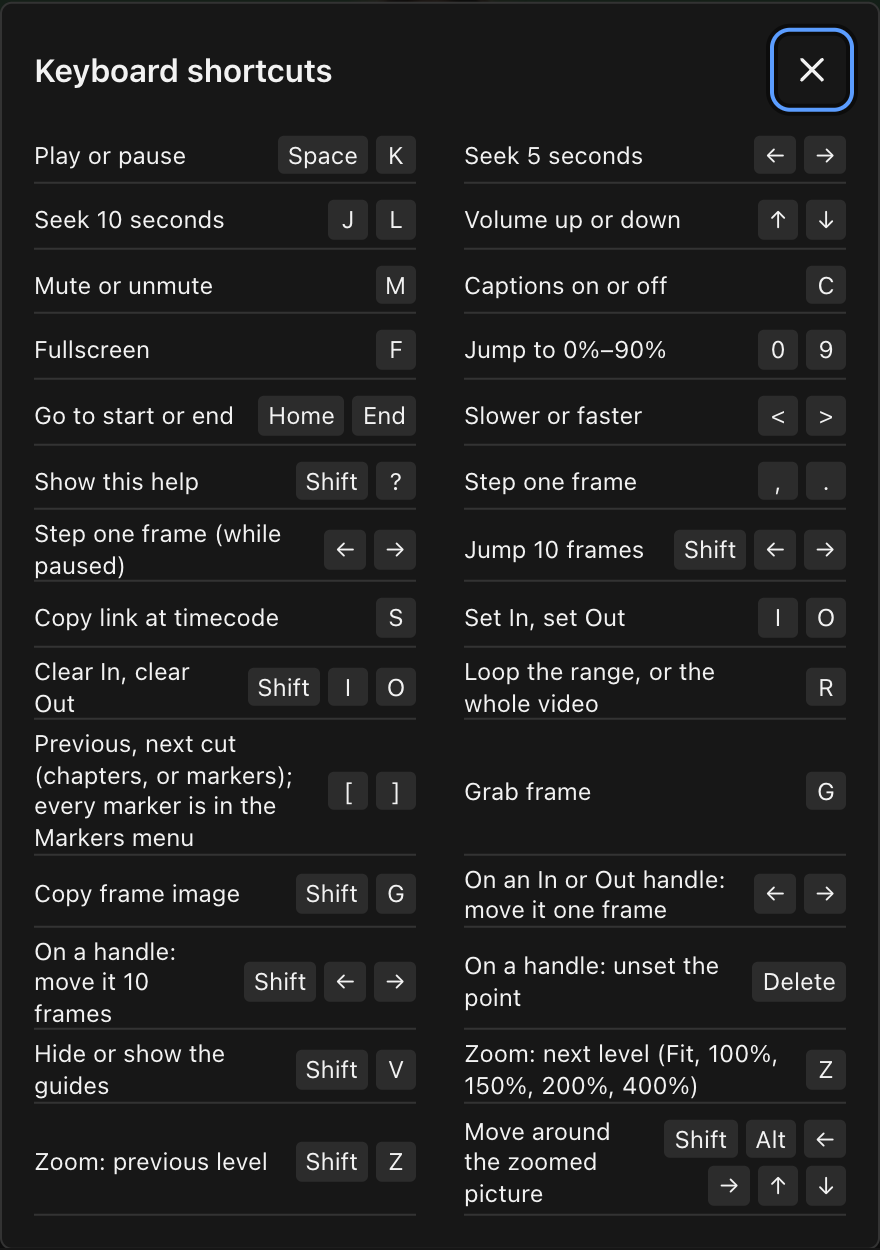 Keyboard shortcuts
Play or pause Space K
Seek 5 seconds ← →
Seek 10 seconds J L
Volume up or down ↑ ↓
Mute or unmute M
Captions on or off C
Fullscreen F
Jump to 0%–90% 0 9
Go to start or end Home End
Slower or faster < >
Show this help Shift ?
Step one frame , .
Step one frame (while
paused) ← →
Jump 10 frames Shift ← →
Copy link at timecode S
Set In, set Out I O
Clear In, clear
Out Shift I O
Loop the range, or the
whole video R
Previous, next cut
(chapters, or markers);
every marker is in the
Markers menu [ ]
Grab frame G
Copy frame image Shift G
On an In or Out handle:
move it one frame ← →
On a handle:
move it 10
frames Shift ← →
On a handle: unset the
point Delete
Hide or show the
guides Shift V
Zoom: next level (Fit, 100%,
150%, 200%, 400%) Z
Zoom: previous level Shift Z
Move around
the zoomed
picture Shift Alt ←
→ ↑ ↓